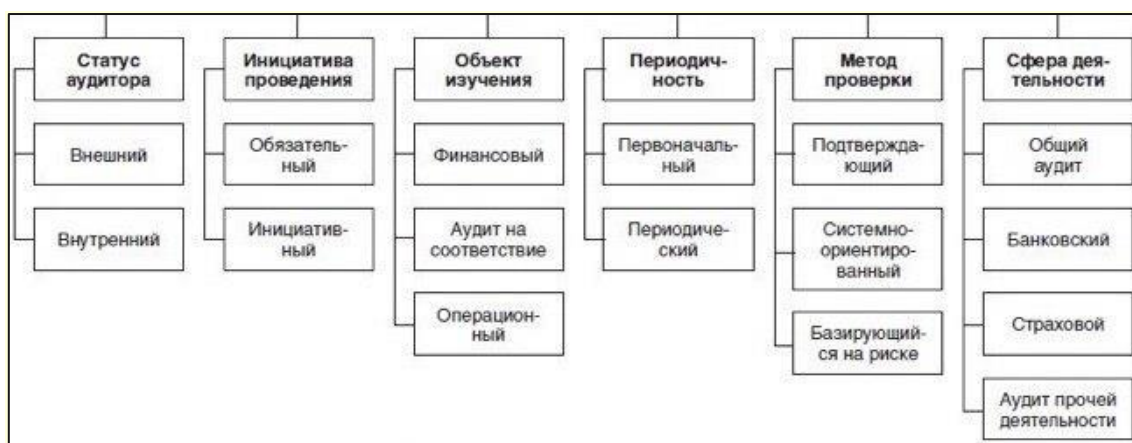 Статус
аудитора
Внешний
Внутренний
Инициатива
проведения
Обязатель-
ный
Инициатив-
ный
Объект
изучения
Финансовый
Аудит на
соответствие
Операцион-
ный
Периодич-
ность
Первоначаль-
ный
Периодиче-
ский
Метод
проверки
Подтвержда-
ющий
Системно-
ориентиро-
ванный
Базирующий-
ся на риске
Сфера дея-
тельности
Общий
аудит
Банковский
Страховой
Аудит прочей
деятельности